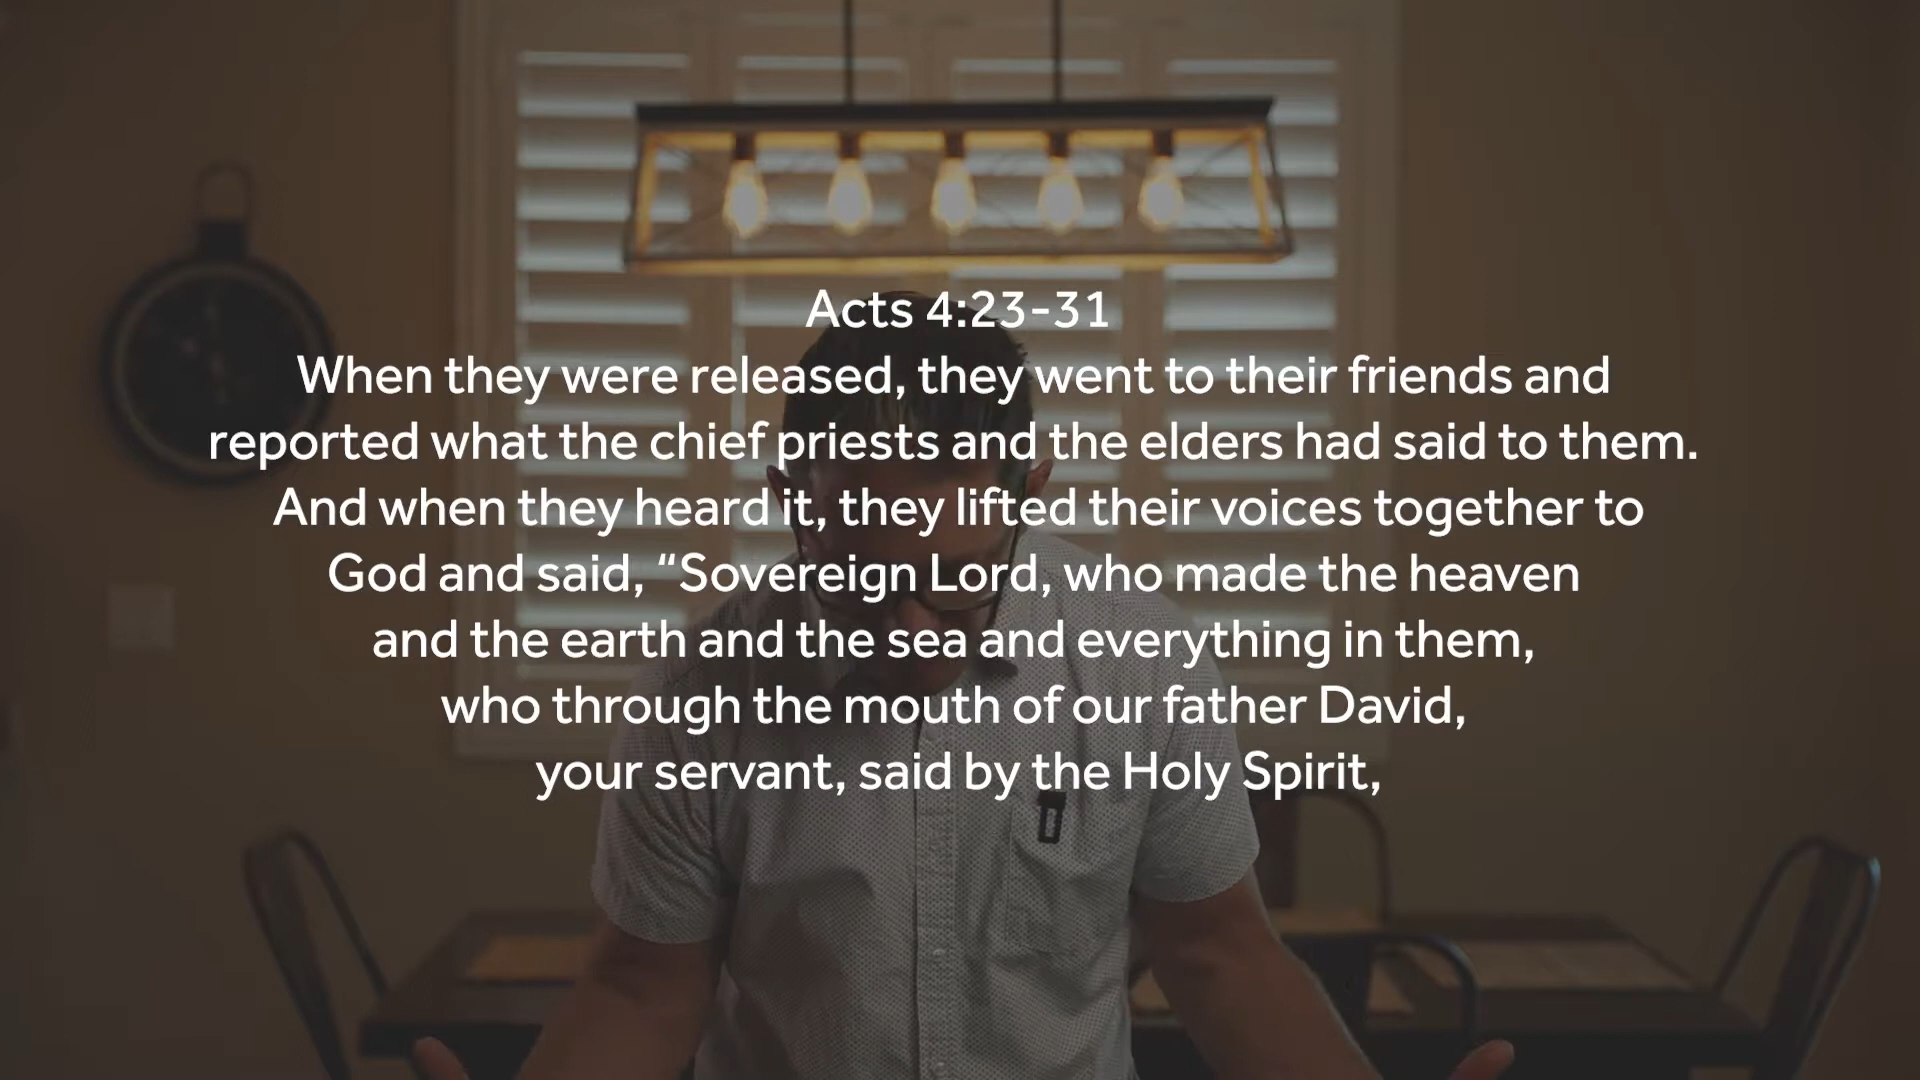 Acts 4:23-31
When they were released, they went to their friends and
reported what the chief priests and the elders had said to them.
And when they heard it, they lifted their voices together to
God and said, “Sovereign Lord, who made the heaven
and the earth and the sea and everything in them,
who through the mouth of our father David,
your servant, said by the Holy Spirit,